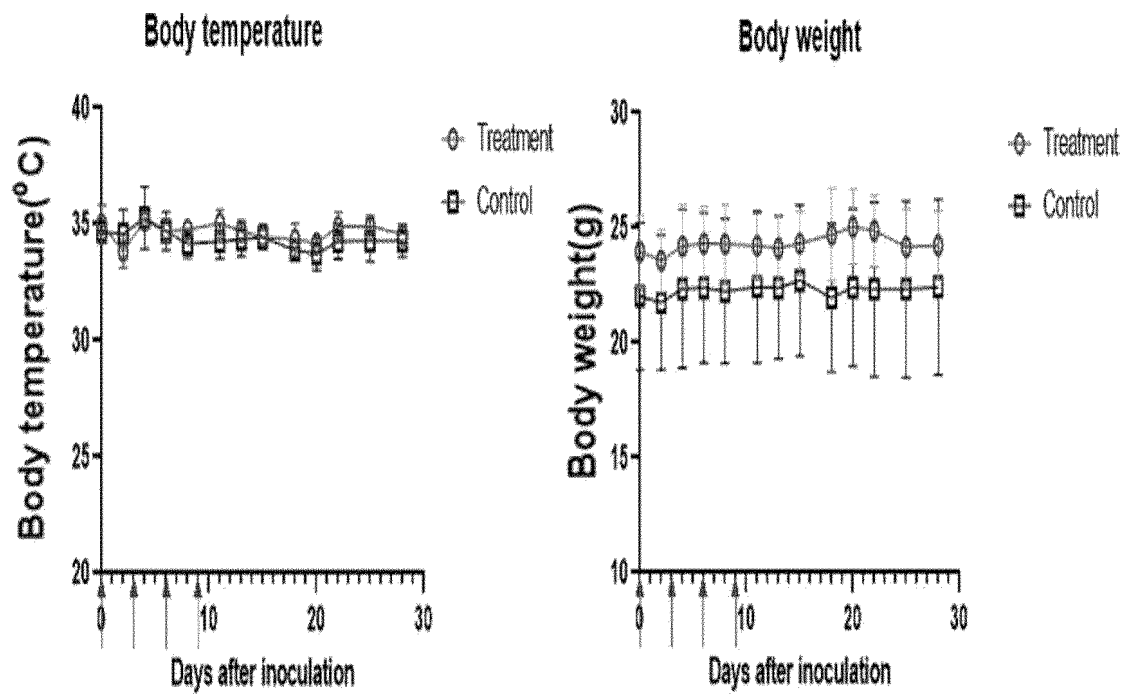 Body temperature
Body temperature(°C)
40
35
30
25
20
0
10
20
30
Days after inoculation
Treatment
Control
Body weight
Body weight(g)
30
25
20
15
10
0
10
20
30
Days after inoculation
Treatment
Control